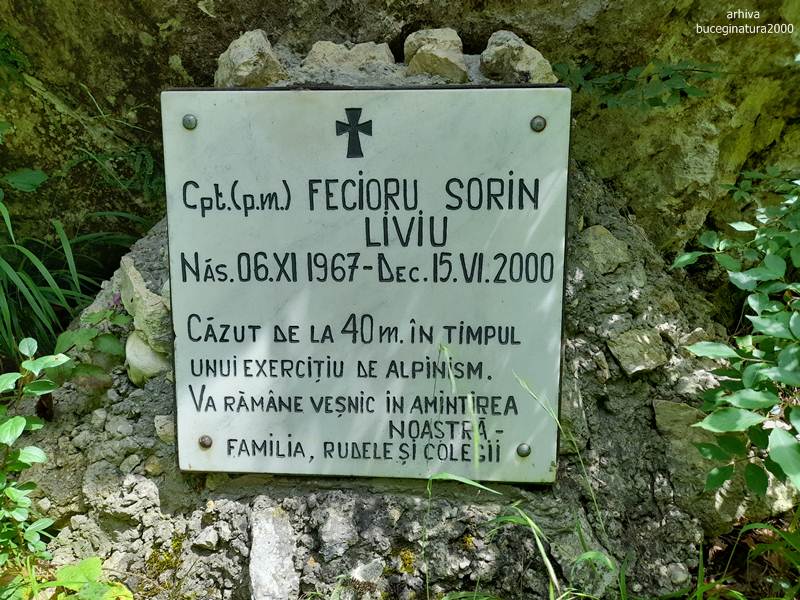 arhiva
buceginatura2000
Cpt.(p.m.) FECIORU SORIN
LIVIU
NĂS.06.XI 1967-DEC.15.VI.2000
CĂZUT DE LA 40m. ÎN TIMPUL
UNUI EXERCIȚIU DE ALPINISM.
VA RĂMÂNE VEȘNIC IN AMINTIREA
NOASTRĂ-
FAMILIA, RUDELE ȘI COLEGII